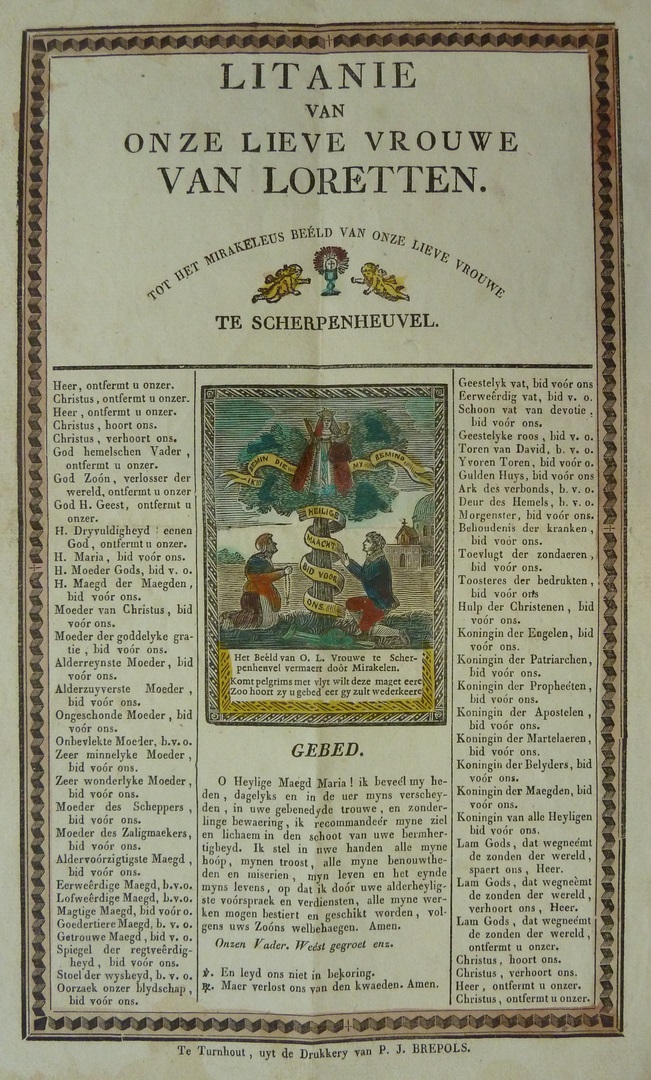 LITANIE
VAN
ONZE LIEVE VROUWE
VAN LORETTEN.
TOT HET MIRAKELEUS BEÉLD VAN ONZE LIEVE VROUWE
TE SCHERPENHEUVEL.
Heer, ontfermt u onzer.
Christus, ontfermt u onzer.
Heer, ontfermt u onzer.
Christus, hoort ons.
Christus, verhoort ons.
God hemelschen Vader,
ontfermt u onzer.
God Zoón, verlosser der
wereld, ontfermt u onzer
God H. Geest, ontfermt u
onzer.
H. Dryvuldigheyd : eenen
God, ontfermt u onzer.
H. Maria, bid voór ons.
H. Moeder Gods, bid v. o.
H. Maegd der Maegden,
bid voór ons.
Moeder van Christus, bid
voór ons.
Moeder der goddelyke gra-
tie, bid voór ons.
Alderreynste Moeder, bid
voór ons.
Alderzuyverste Moeder,
bid voór ons.
Ongeschonde Moeder, bid
voór ons.
Onbevlekte Moeder, b.v.o.
Zeer minnelyke Moeder,
bid voór ons.
Zeer wonderlyke Moeder,
bid voór ons.
Moeder des Scheppers,
bid voór ons.
Moeder des Zaligmaekers,
bid voór ons.
Aldervoórzigtigste Maegd,
bid voór ons.
Eerweêrdige Maegd, b.v.o.
Lofweêrdige Maegd, b.v.o.
Magtige Maegd, bid voór o.
Goedertiere Maegd, b. v. o.
Getrouwe Maegd, bid v. o.
Spiegel der regtveêrdig-
heyd, bid voór ons.
Stoel der wysheyd, b. v. o.
Oorzaek onzer blydschap,
bid voór ons.
IK BEMIN DIE MY BEMIND
HEILIGE
MAACHT
BID VOOR
ONS
Het Beéld van O. L. Vrouwe te Scher-
penheuvel vermaert doôr Mirakelen.
Komt pelgrims met vlyt wilt deze maget eere
Zoo hoort zy u gebed eer gy zult wederkeere
GEBED.
O Heylige Maegd Maria! ik beveél my he-
den, dagelyks en in de uer myns verschey-
den, in uwe gebenedyde trouwe, en zonder-
linge bewaering, ik recommandeér myne ziel
en lichaem in den schoot van uwe bermher-
tigheyd. Ik stel in uwe handen alle myne
hoóp, mynen troost, alle myne benouwthe-
den en miserien, myn leven en het eynde
myns levens, op dat ik doór uwe alderheylig-
ste voórspraek en verdiensten, alle myne wer-
ken mogen bestiert en geschikt worden, vol-
gens uws Zoóns welbehaegen. Amen.
Onzen Vader. Weést gegroet enz.
℣. En leyd ons niet in bekoring.
℟. Maer verlost ons van den kwaeden. Amen.
Geestelyk vat, bid voór ons
Eerweêrdig vat, bid v. o.
Schoon vat van devotie,
bid voór ons.
Geestelyke roos, bid v. o.
Toren van David, b. v. o.
Yvoren Toren, bid voór o.
Gulden Huys, bid voór ons
Ark des verbonds, b. v. o.
Deur des Hemels, b. v. o.
Morgenster, bid voór ons.
Behoudenis der kranken,
bid voór ons.
Toevlugt der zondaeren,
bid voór ons.
Toosteres der bedrukten,
bid voór ons
Hulp der Christenen, bid
voór ons.
Koningin der Engelen, bid
voór ons.
Koningin der Patriarchen,
bid voór ons.
Koningin der Propheéten,
bid voór ons.
Koningin der Apostelen,
bid voór ons.
Koningin der Martelaeren,
bid voór ons.
Koningin der Belyders, bid
voór ons.
Koningin der Maegden, bid
voór ons.
Koningin van alle Heyligen
bid voór ons.
Lam Gods, dat wegneémt
de zonden der wereld,
spaert ons, Heer.
Lam Gods, dat wegneèmt
de zonden der wereld,
verhoort ons, Heer.
Lam Gods, dat wegneémt
de zonden der wereld,
ontfermt u onzer.
Christus, hoort ons.
Christus, verhoort ons.
Heer, ontfermt u onzer.
Christus, ontfermt u onzer.
Te Turnhout, uyt de Drukkery van P. J. BREPOLS.